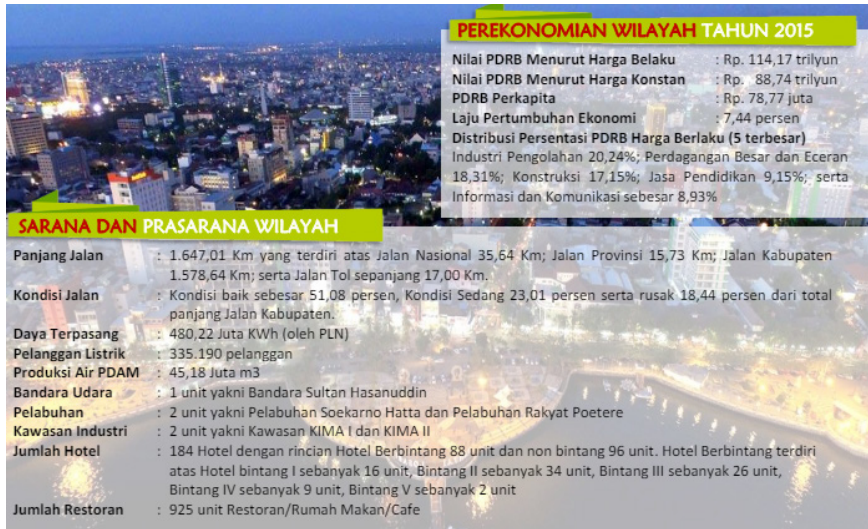 PEREKONOMIAN WILAYAH TAHUN 2015
Nilai PDRB Menurut Harga Belaku : Rp. 114,17 trilyun
Nilai PDRB Menurut Harga Konstan : Rp. 88,74 trilyun
PDRB Perkapita : Rp. 78,77 juta
Laju Pertumbuhan Ekonomi : 7,44 persen
Distribusi Persentasi PDRB Harga Berlaku (5 terbesar)
Industri Pengolahan 20,24%; Perdagangan Besar dan Eceran
18,31%; Konstruksi 17,15%; Jasa Pendidikan 9,15%; serta
Informasi dan Komunikasi sebesar 8,93%
SARANA DAN PRASARANA WILAYAH
Panjang Jalan : 1.647,01 Km yang terdiri atas Jalan Nasional 35,64 Km; Jalan Provinsi 15,73 Km; Jalan Kabupaten
1.578,64 Km; serta Jalan Tol sepanjang 17,00 Km.
Kondisi Jalan : Kondisi baik sebesar 51,08 persen, Kondisi Sedang 23,01 persen serta rusak 18,44 persen dari total
panjang Jalan Kabupaten.
Daya Terpasang : 480,22 Juta KWh (oleh PLN)
Pelanggan Listrik : 335.190 pelanggan
Produksi Air PDAM : 45,18 Juta m3
Bandara Udara : 1 unit yakni Bandara Sultan Hasanuddin
Pelabuhan : 2 unit yakni Pelabuhan Soekarno Hatta dan Pelabuhan Rakyat Poetere
Kawasan Industri : 2 unit yakni Kawasan KIMA I dan KIMA II
Jumlah Hotel : 184 Hotel dengan rincian Hotel Berbintang 88 unit dan non bintang 96 unit. Hotel Berbintang terdiri
atas Hotel bintang I sebanyak 16 unit, Bintang II sebanyak 34 unit, Bintang III sebanyak 26 unit,
Bintang IV sebanyak 9 unit, Bintang V sebanyak 2 unit
Jumlah Restoran : 925 unit Restoran/Rumah Makan/Cafe